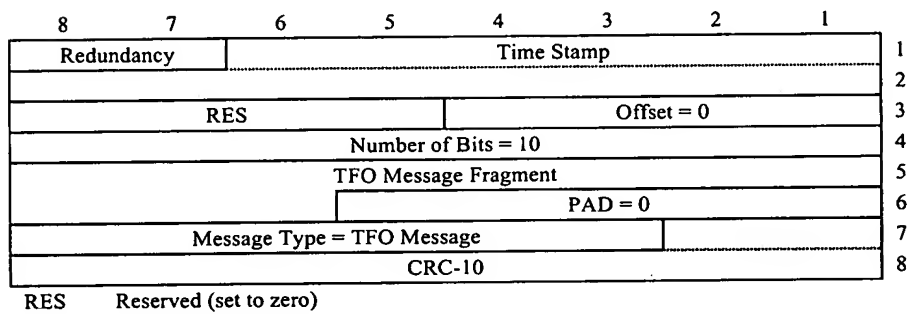 8 7 6 5 4 3 2 1
Redundancy Time Stamp 1
2
RES Offset = 0 3
Number of Bits = 10 4
TFO Message Fragment 5
PAD = 0 6
Message Type = TFO Message 7
CRC-10 8
RES Reserved (set to zero)